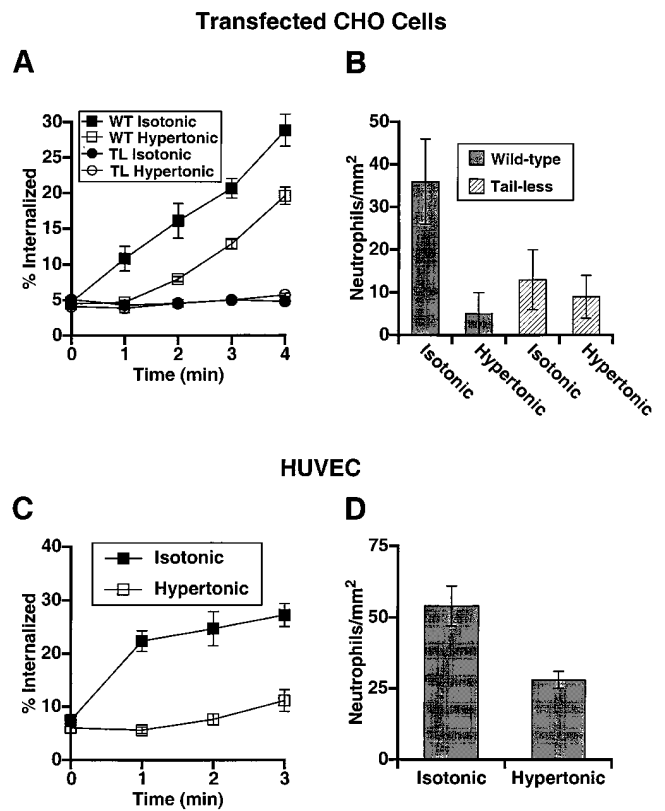 Transfected CHO Cells
A
B
% Internalized
30
25
20
15
10
5
0
WT Isotonic
WT Hypertonic
TL Isotonic
TL Hypertonic
0 1 2 3 4
Time (min)
Neutrophils/mm²
50
40
30
20
10
0
Wild-type
Tail-less
Isotonic
Hypertonic
Isotonic
Hypertonic
HUVEC
C
D
% Internalized
40
30
20
10
0
Isotonic
Hypertonic
0 1 2 3
Time (min)
Neutrophils/mm²
75
50
25
0
Isotonic Hypertonic